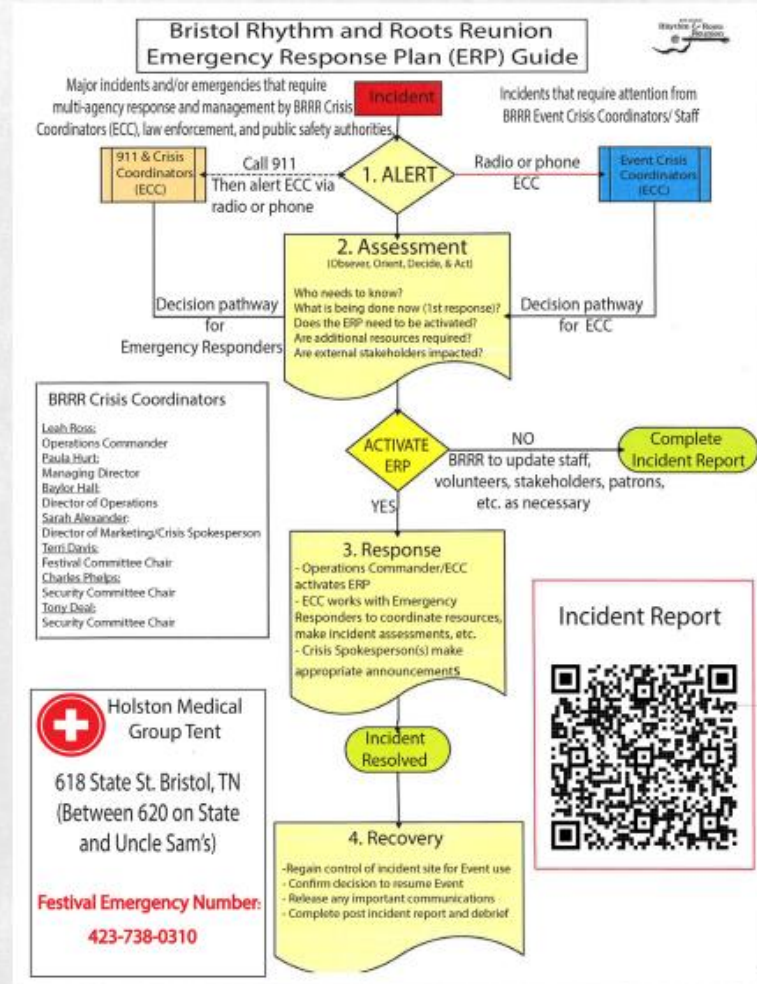 Bristol Rhythm and Roots Reunion
Emergency Response Plan (ERP) Guide
Rhythm & Roots
Reunion
Major incidents and/or emergencies that require
multi-agency response and management by BRRR Crisis
Coordinators (ECC), law enforcement, and public safety authorities.
Incident
Incidents that require attention from
BRRR Event Crisis Coordinators/ Staff
911 & Crisis
Coordinators
(ECC)
Call 911
Then alert ECC via
radio or phone
1. ALERT
Radio or phone
ECC
Event Crisis
Coordinators
(ECC)
2. Assessment
(Observer, Orient, Decide, & Act)
Who needs to know?
What is being done now (1st response)?
Does the ERP need to be activated?
Are additional resources required?
Are external stakeholders impacted?
Decision pathway
for
Emergency Responders
Decision pathway
for ECC
BRRR Crisis Coordinators
Leah Ross:
Operations Commander
Paula Hurt:
Managing Director
Baylor Hall:
Director of Operations
Sarah Alexander:
Director of Marketing/Crisis Spokesperson
Terri Davis:
Festival Committee Chair
Charles Phelps:
Security Committee Chair
Tony Deal:
Security Committee Chair
ACTIVATE
ERP
NO
BRRR to update staff,
volunteers, stakeholders, patrons,
etc. as necessary
Complete
Incident Report
YES
3. Response
- Operations Commander/ECC
activates ERP
- ECC works with Emergency
Responders to coordinate resources,
make incident assessments, etc.
- Crisis Spokesperson(s) make
appropriate announcements
Incident Report
Holston Medical
Group Tent
618 State St. Bristol, TN
(Between 620 on State
and Uncle Sam's)
Festival Emergency Number:
423-738-0310
Incident
Resolved
4. Recovery
-Regain control of incident site for Event use
- Confirm decision to resume Event
- Release any important communications
- Complete post incident report and debrief